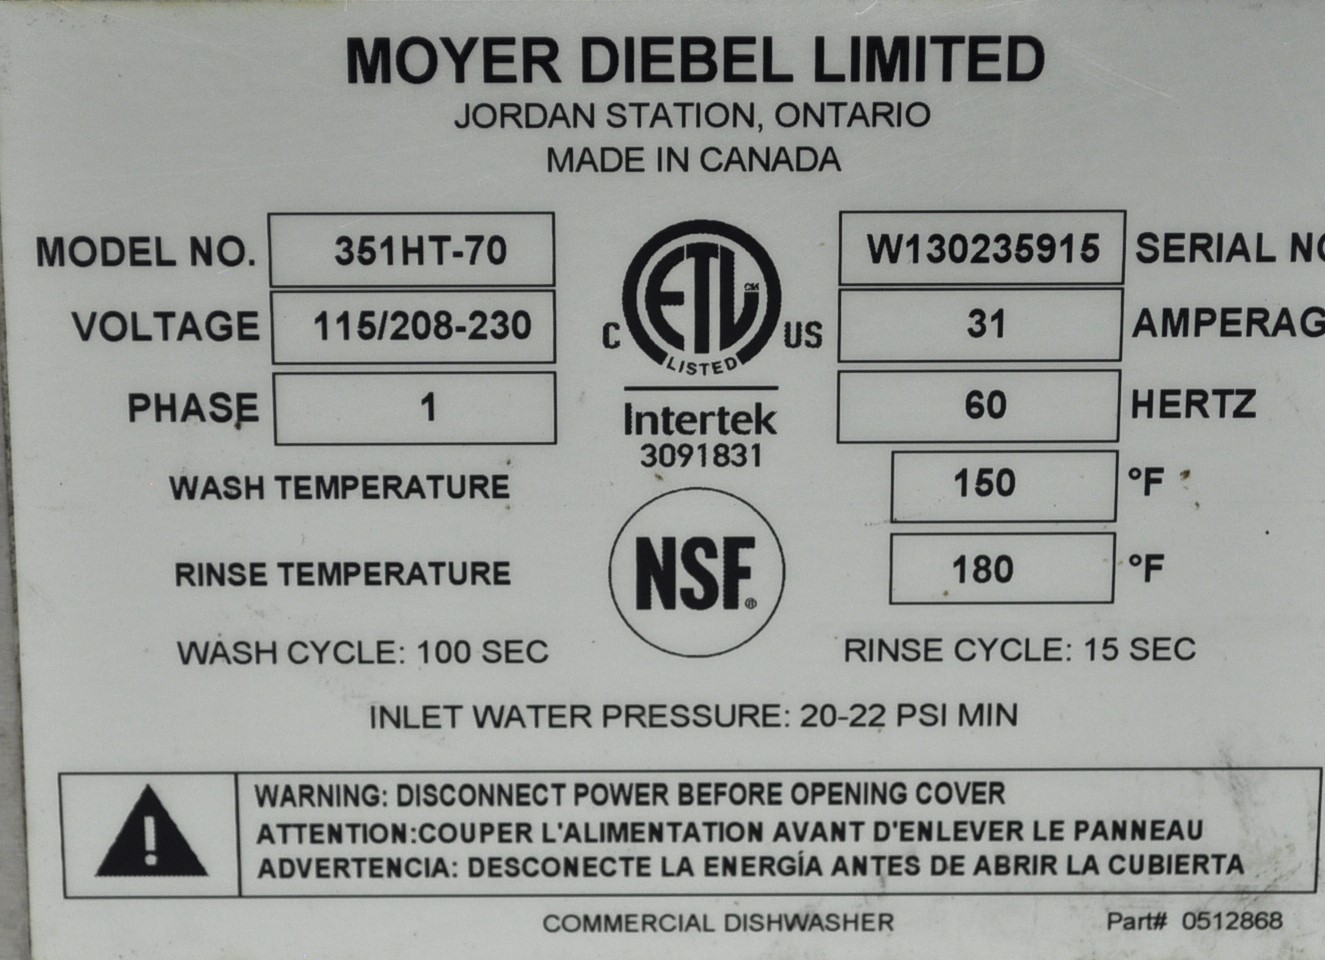 MOYER DIEBEL LIMITED
JORDAN STATION, ONTARIO
MADE IN CANADA
MODEL NO. 351HT-70 W130235915 SERIAL NO
VOLTAGE 115/208-230 31 AMPERAG
PHASE 1 60 HERTZ
C ETL CM US
LISTED
Intertek
3091831
WASH TEMPERATURE 150 °F
NSF®
RINSE TEMPERATURE 180 °F
WASH CYCLE: 100 SEC RINSE CYCLE: 15 SEC
INLET WATER PRESSURE: 20-22 PSI MIN
WARNING: DISCONNECT POWER BEFORE OPENING COVER
ATTENTION:COUPER L'ALIMENTATION AVANT D'ENLEVER LE PANNEAU
ADVERTENCIA: DESCONECTE LA ENERGÍA ANTES DE ABRIR LA CUBIERTA
COMMERCIAL DISHWASHER Part# 0512868